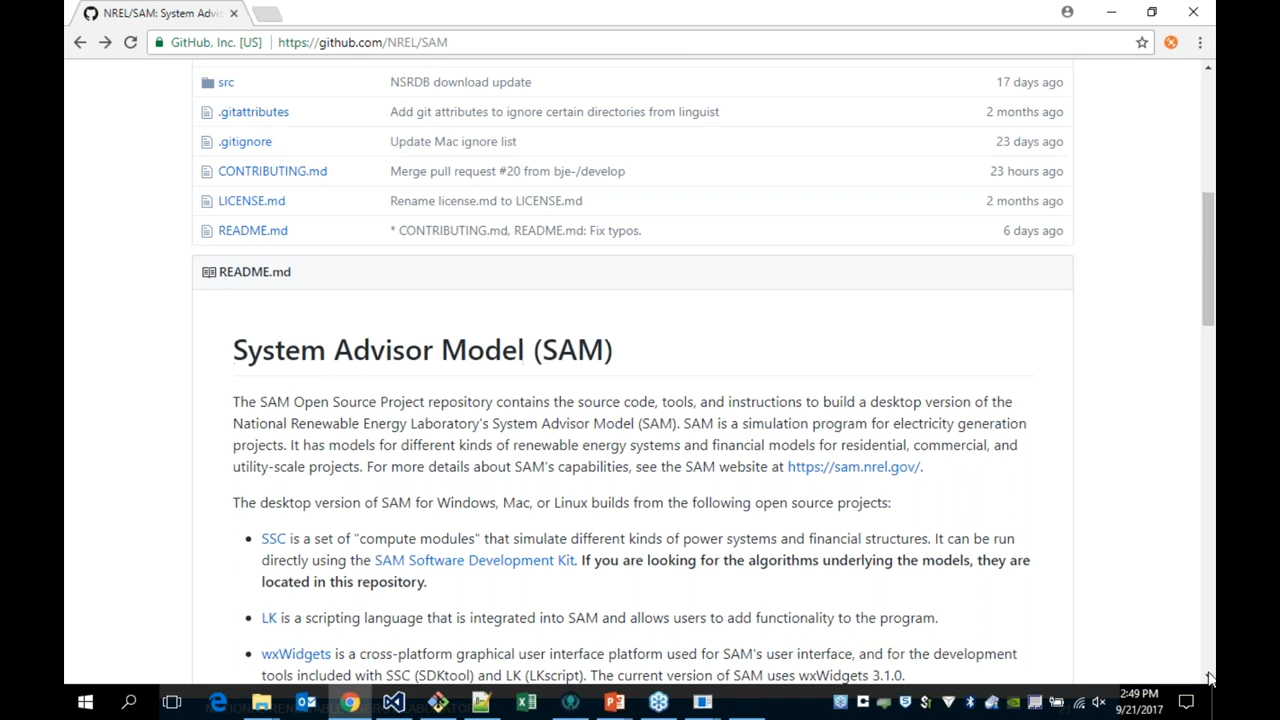 NREL/SAM: System Advis
GitHub, Inc. [US] https://github.com/NREL/SAM
src NSRDB download update 17 days ago
.gitattributes Add git attributes to ignore certain directories from linguist 2 months ago
.gitignore Update Mac ignore list 23 days ago
CONTRIBUTING.md Merge pull request #20 from bje-/develop 23 hours ago
LICENSE.md Rename license.md to LICENSE.md 2 months ago
README.md * CONTRIBUTING.md, README.md: Fix typos. 6 days ago
README.md
System Advisor Model (SAM)
The SAM Open Source Project repository contains the source code, tools, and instructions to build a desktop version of the
National Renewable Energy Laboratory's System Advisor Model (SAM). SAM is a simulation program for electricity generation
projects. It has models for different kinds of renewable energy systems and financial models for residential, commercial, and
utility-scale projects. For more details about SAM's capabilities, see the SAM website at https://sam.nrel.gov/.
The desktop version of SAM for Windows, Mac, or Linux builds from the following open source projects:
• SSC is a set of "compute modules" that simulate different kinds of power systems and financial structures. It can be run
directly using the SAM Software Development Kit. If you are looking for the algorithms underlying the models, they are
located in this repository.
• LK is a scripting language that is integrated into SAM and allows users to add functionality to the program.
• wxWidgets is a cross-platform graphical user interface platform used for SAM's user interface, and for the development
tools included with SSC (SDKtool) and LK (LKscript). The current version of SAM uses wxWidgets 3.1.0.
2:49 PM
9/21/2017